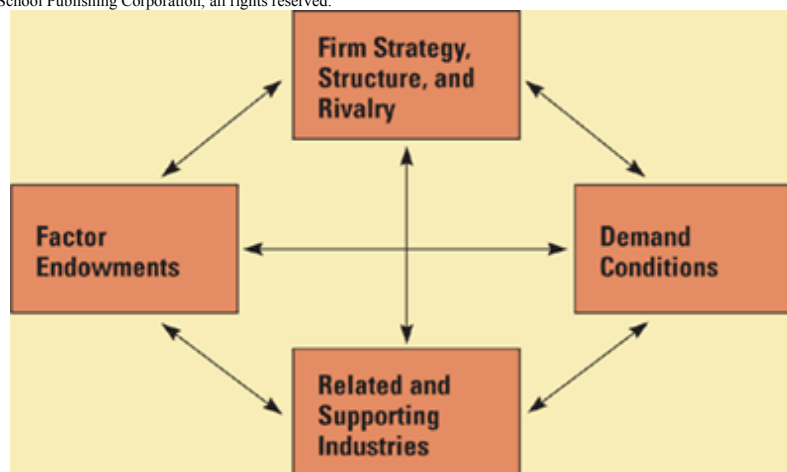 School Publishing Corporation, all rights reserved.
Firm Strategy,
Structure, and
Rivalry
Factor
Endowments
Demand
Conditions
Related and
Supporting
Industries